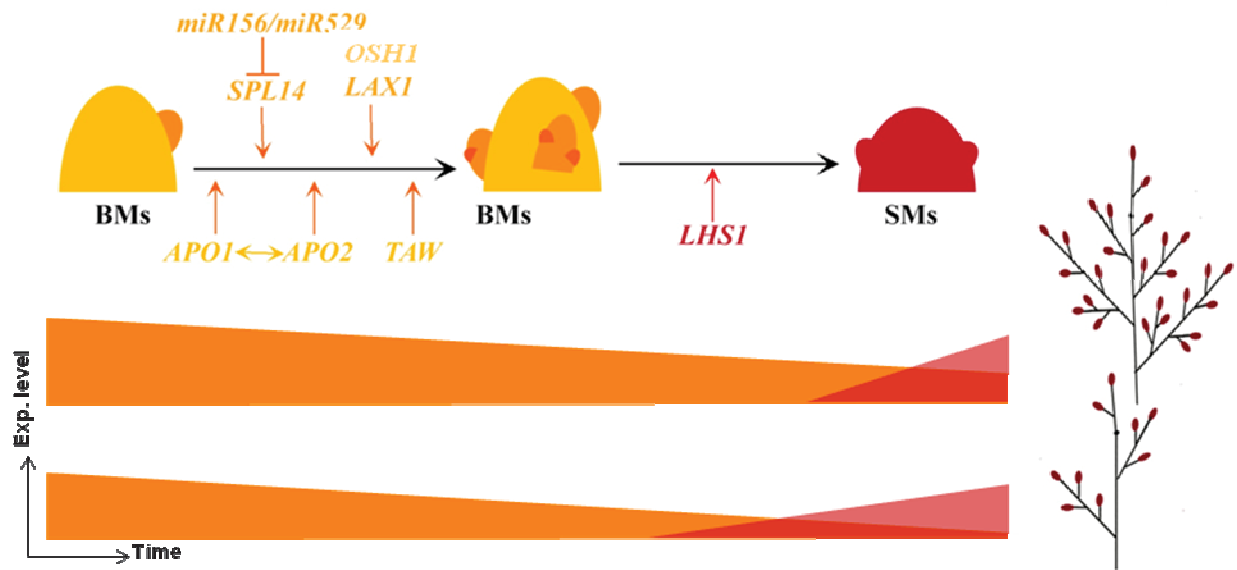 miR156/miR529
OSH1
SPL14 LAX1
BMs BMs SMs
APO1 APO2 TAW LHS1
Exp. level
Time